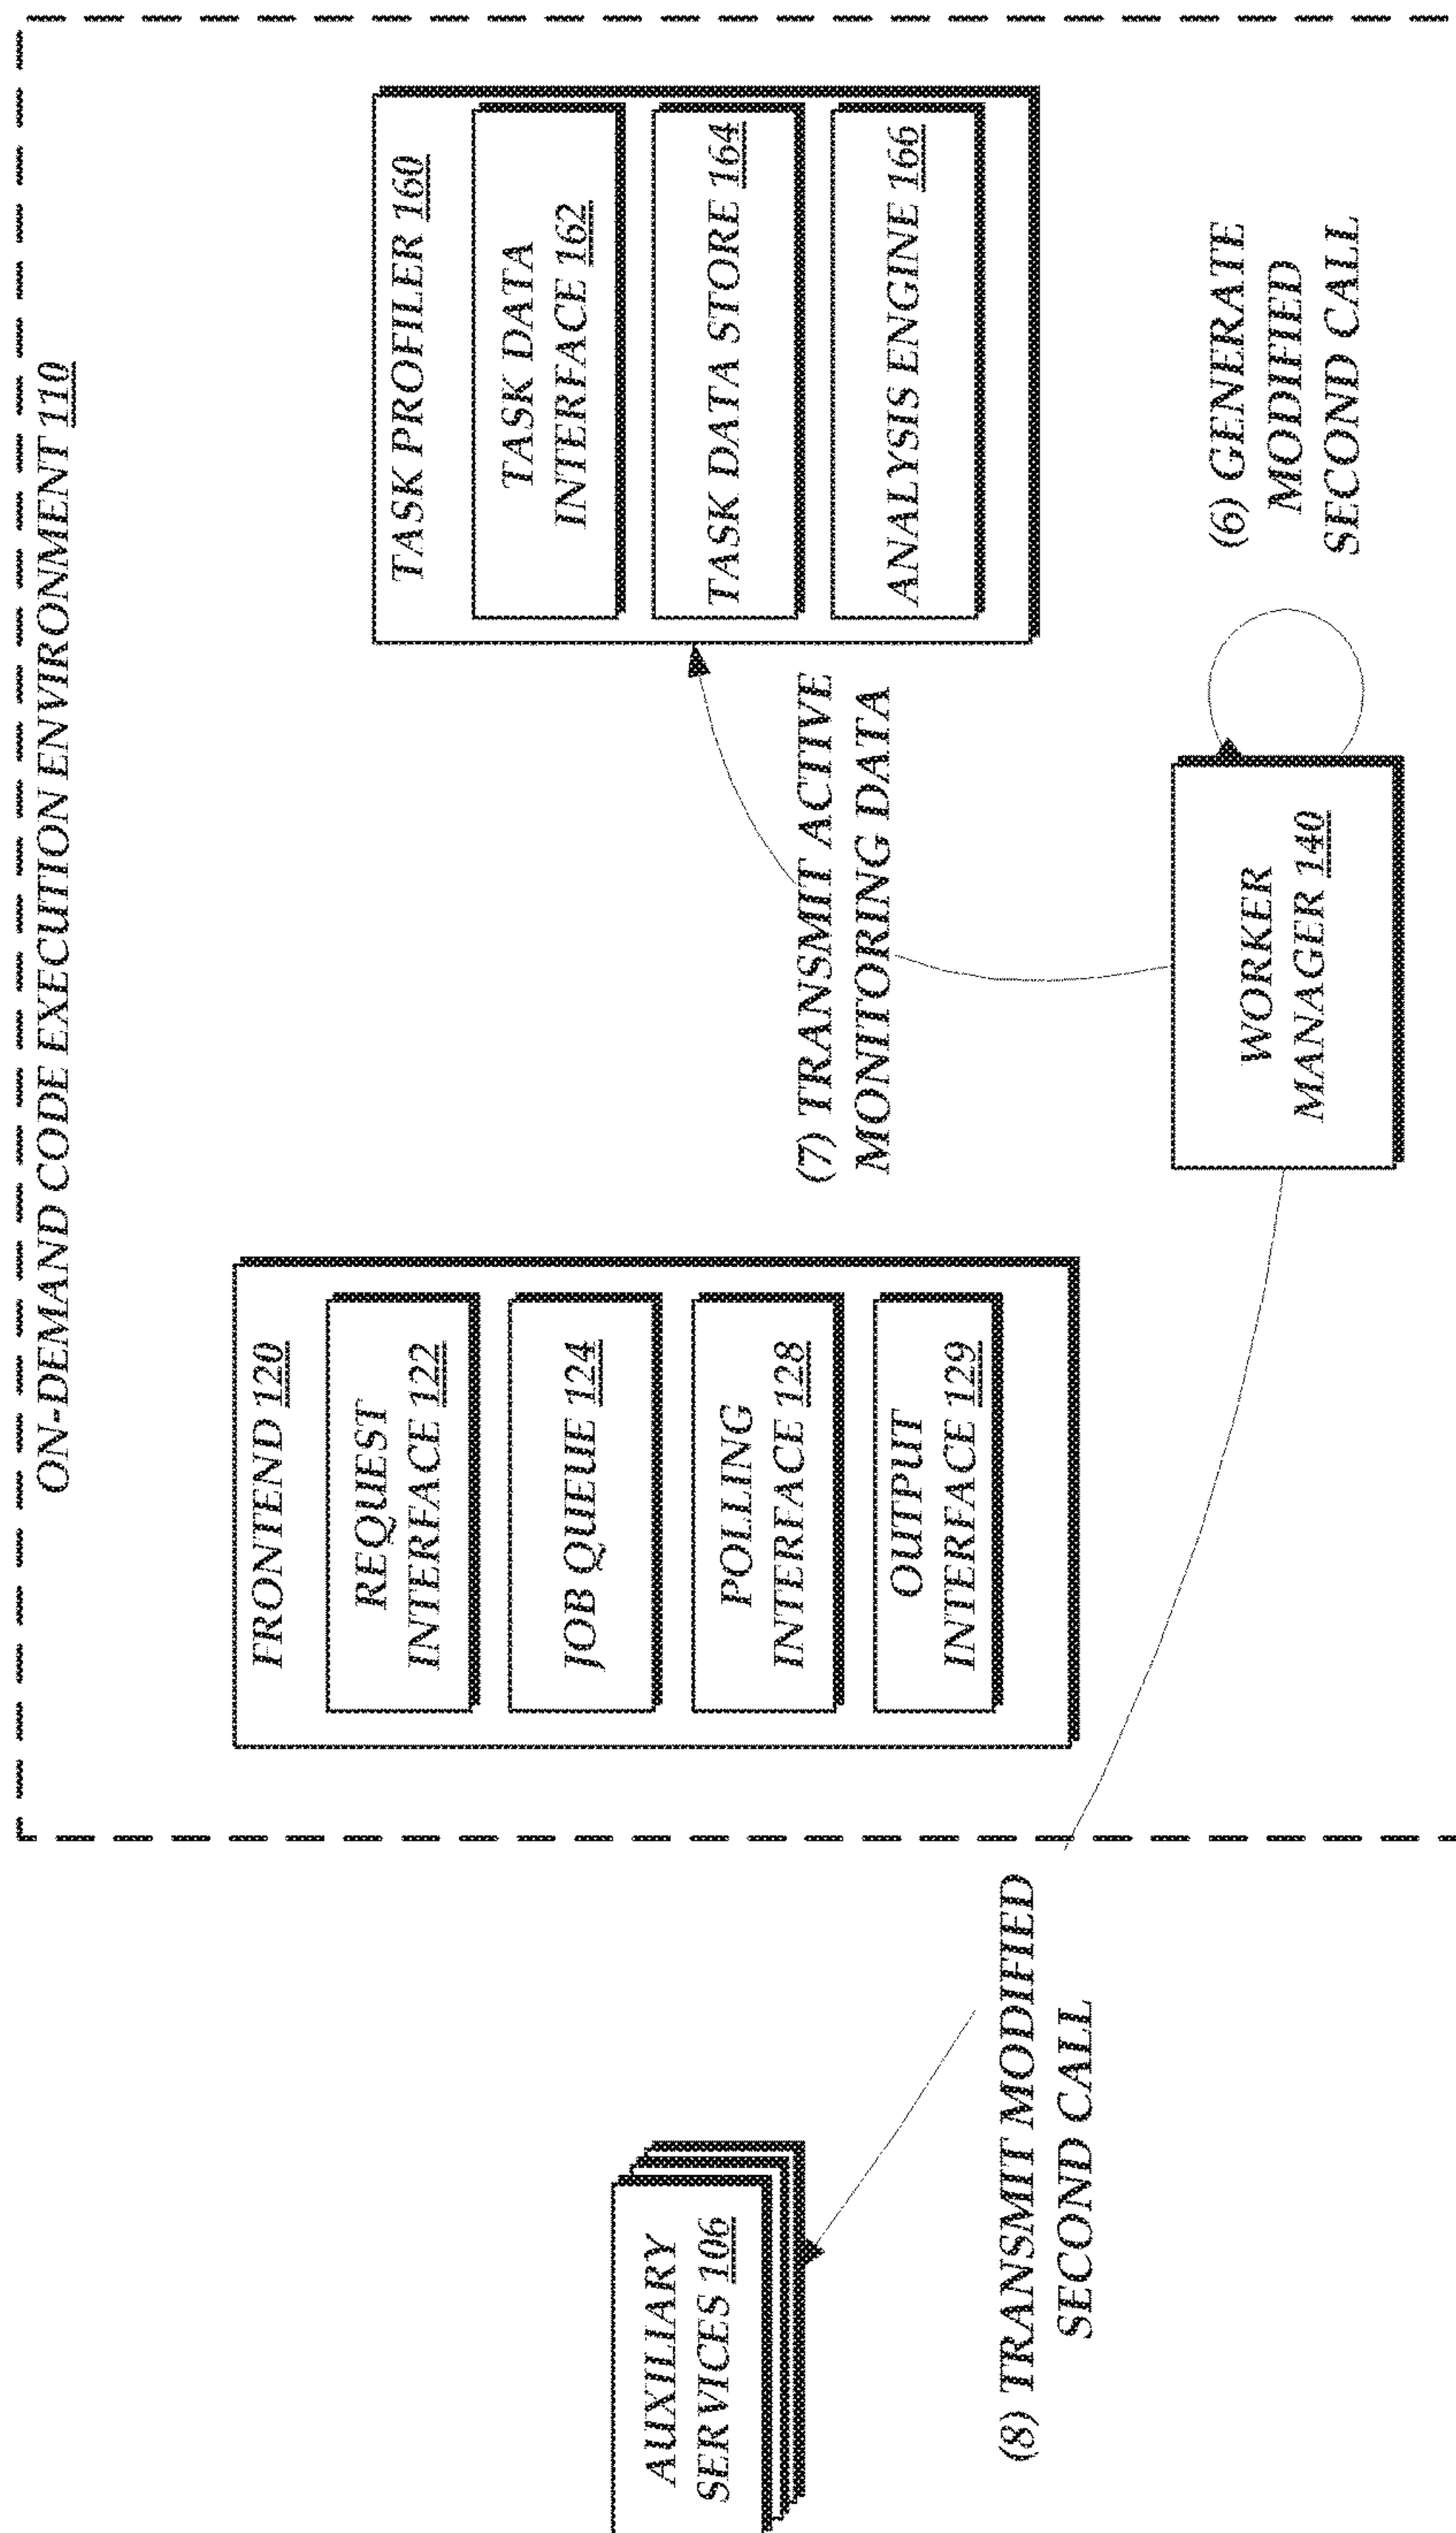 ON-DEMAND CODE EXECUTION ENVIRONMENT 110
FRONTEND 120
REQUEST
INTERFACE 122
JOB QUEUE 124
POLLING
INTERFACE 128
OUTPUT
INTERFACE 129
TASK PROFILER 160
TASK DATA
INTERFACE 162
TASK DATA STORE 164
ANALYSIS ENGINE 166
AUXILIARY
SERVICES 106
(7) TRANSMIT ACTIVE
MONITORING DATA
(8) TRANSMIT MODIFIED
SECOND CALL
WORKER
MANAGER 140
(6) GENERATE
MODIFIED
SECOND CALL